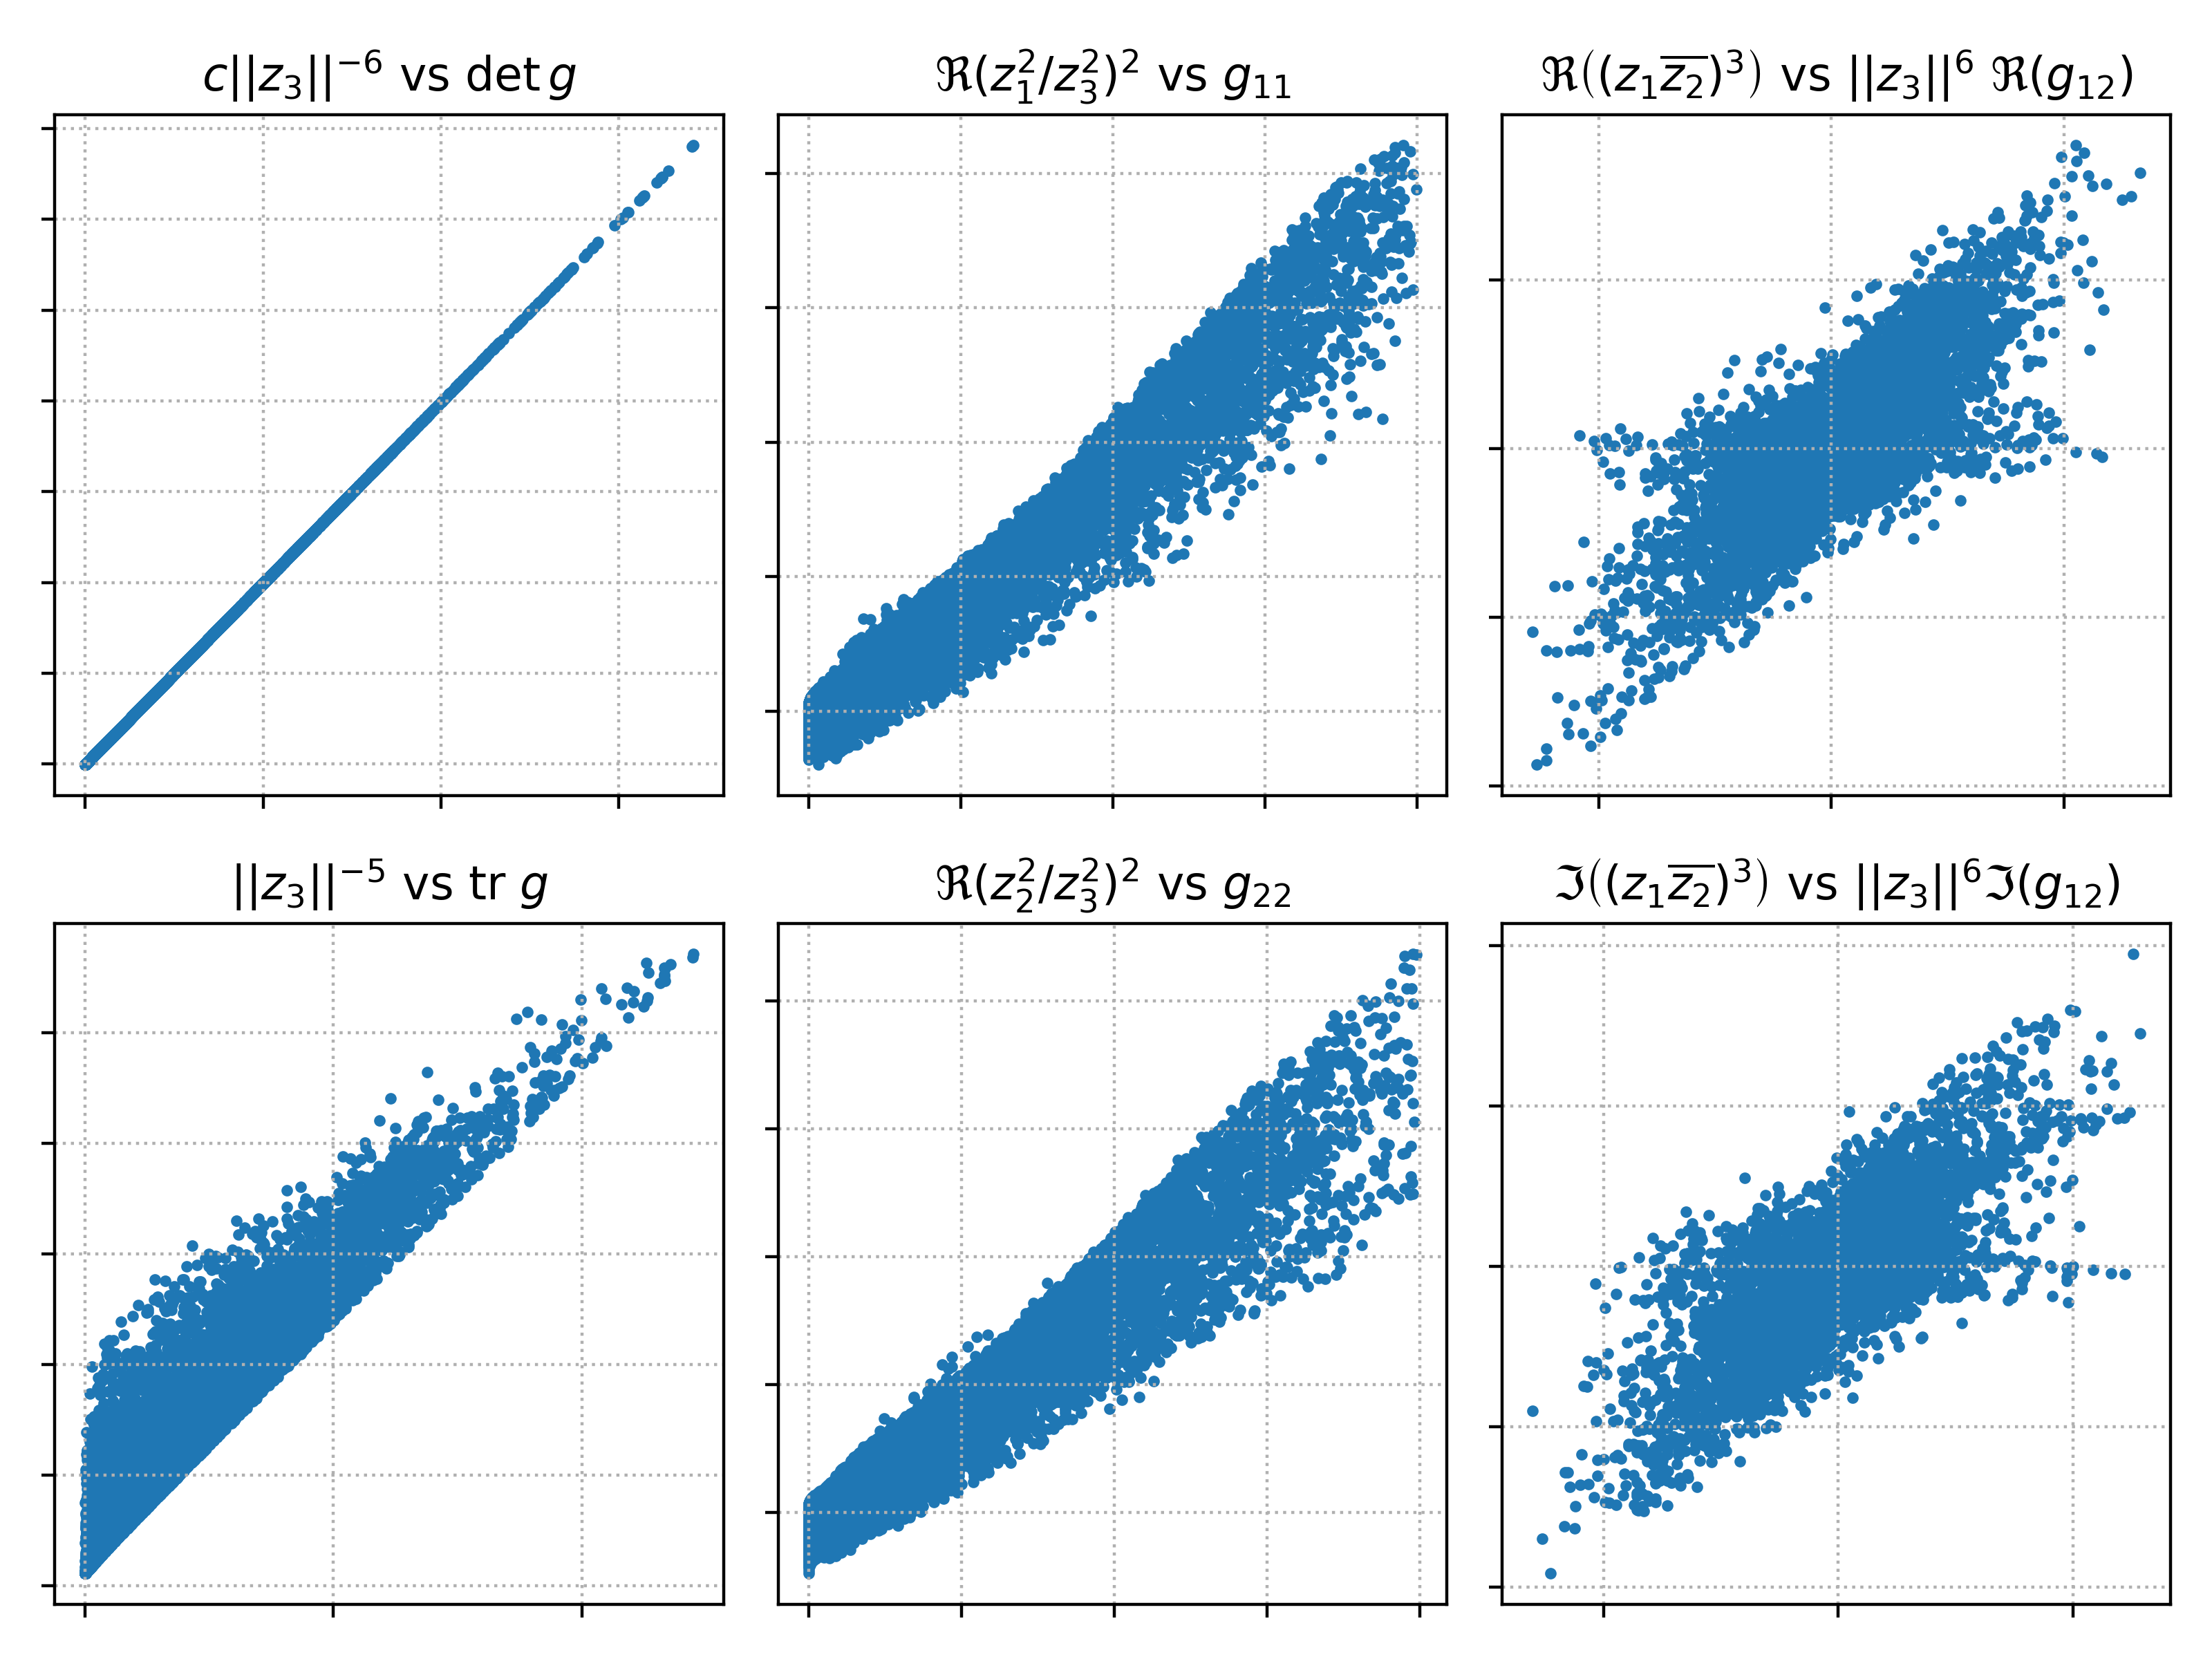 c||z₃||⁻⁶ vs det g
ℜ(z₁²/z₃²)² vs g₁₁
ℜ((z₁z̅₂)³) vs ||z₃||⁶ ℜ(g₁₂)
||z₃||⁻⁵ vs tr g
ℜ(z₂²/z₃²)² vs g₂₂
ℑ((z₁z̅₂)³) vs ||z₃||⁶ℑ(g₁₂)